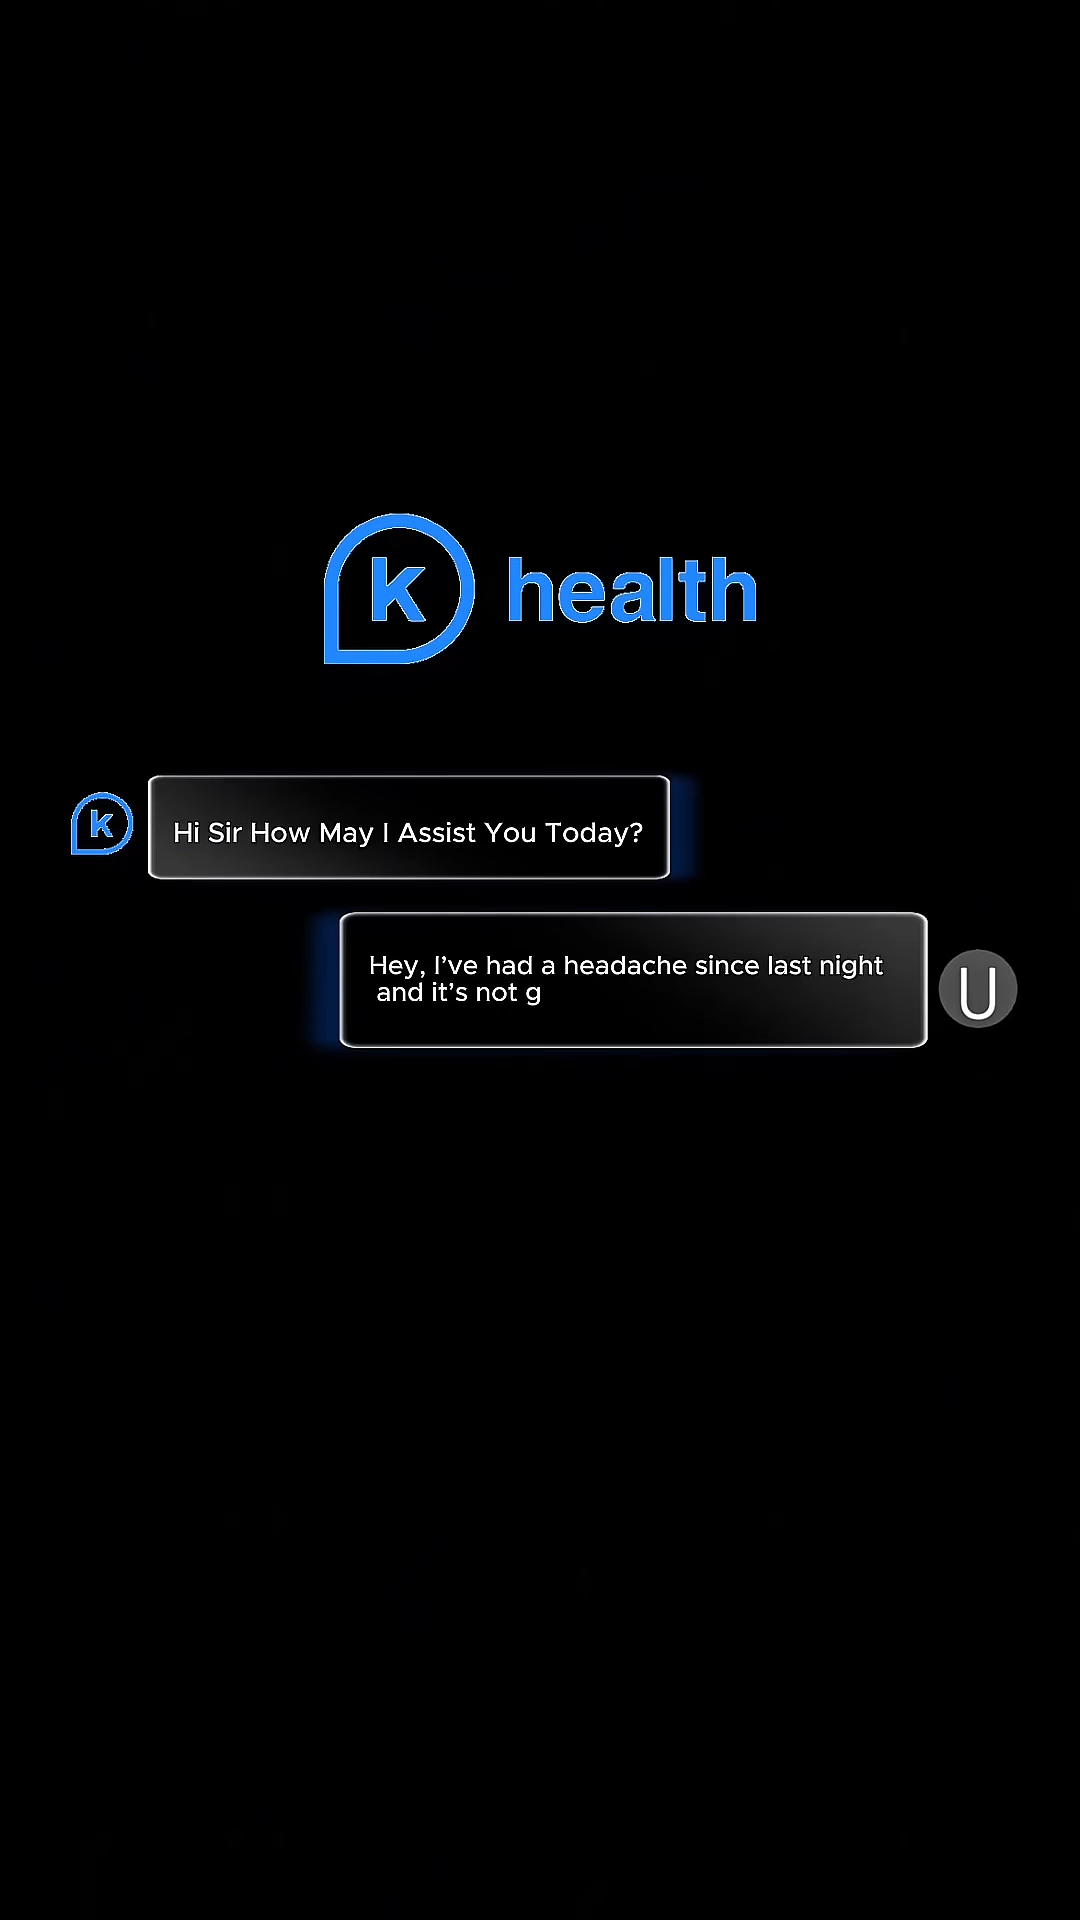 K health
K
Hi Sir How May I Assist You Today?
Hey, I’ve had a headache since last night
and it’s not g
U